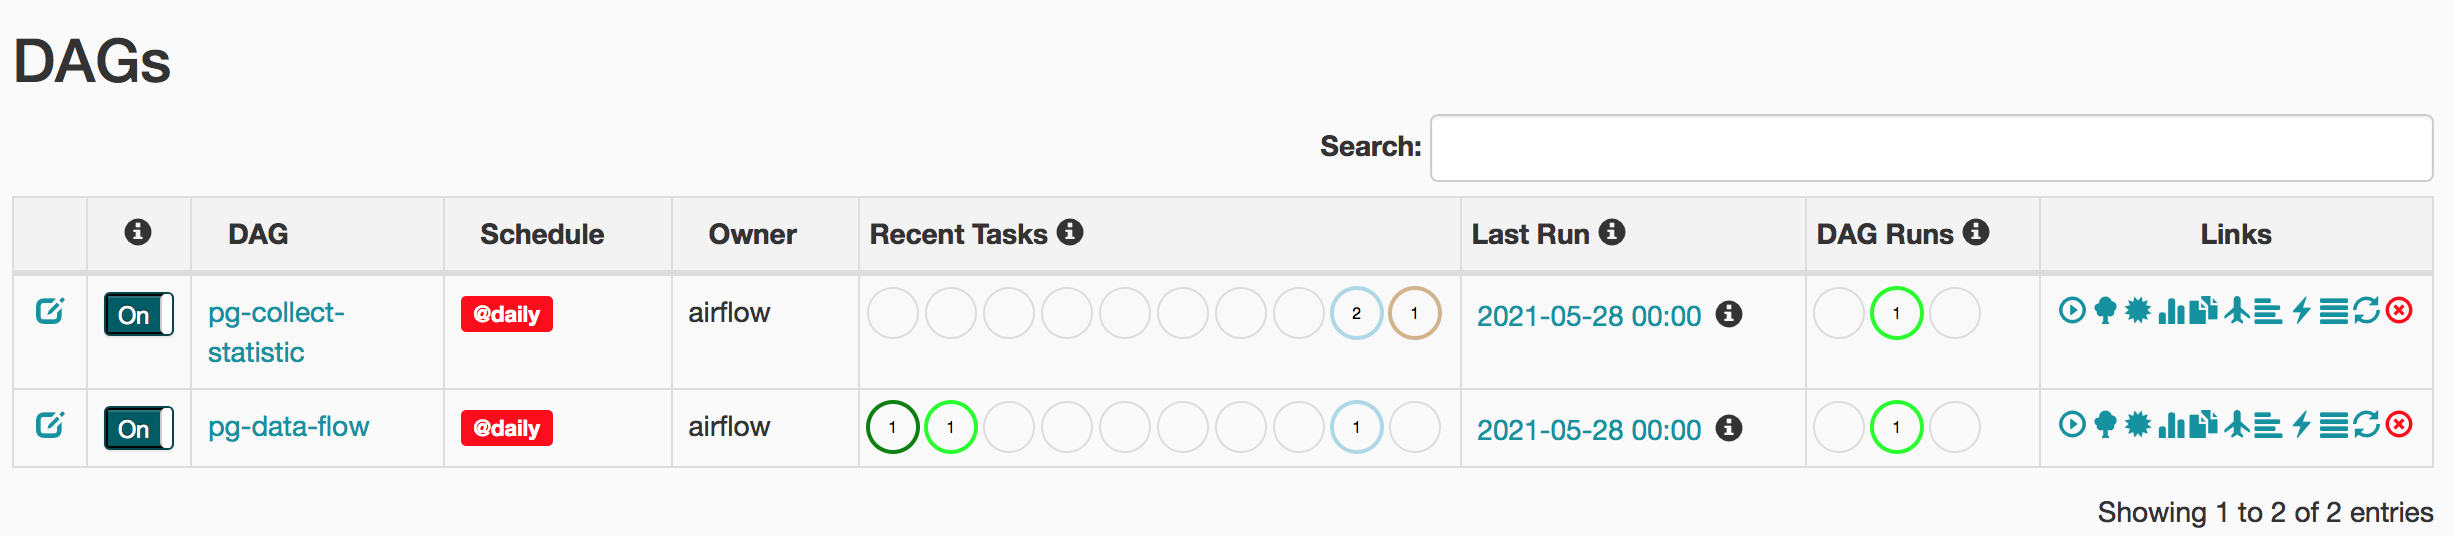 DAGs
Search:
DAG Schedule Owner Recent Tasks Last Run DAG Runs Links
On pg-collect-statistic @daily airflow 2 1 2021-05-28 00:00 1
On pg-data-flow @daily airflow 1 1 1 2021-05-28 00:00 1
Showing 1 to 2 of 2 entries